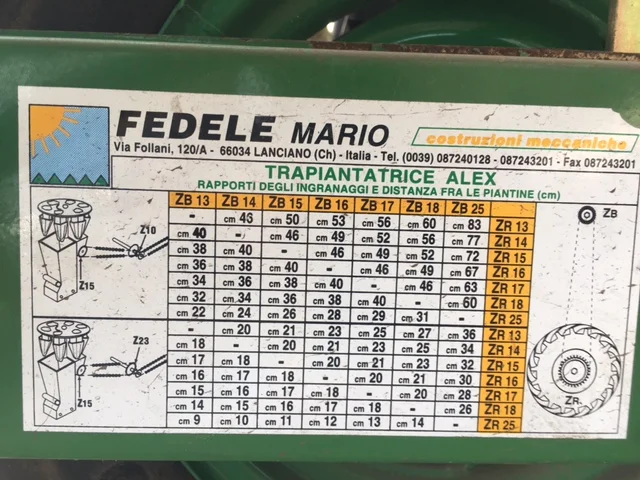 FEDELE MARIO costruzioni meccaniche
Via Follani, 120/A - 66034 LANCIANO (Ch) - Italia - Tel. (0039) 087240128 - 087243201 - Fax 087243201
TRAPIANTATRICE ALEX
RAPPORTI DEGLI INGRANAGGI E DISTANZA FRA LE PIANTINE (cm)
ZB 13 ZB 14 ZB 15 ZB 16 ZB 17 ZB 18 ZB 25
- cm 45 cm 50 cm 53 cm 56 cm 60 cm 83 ZR 13
cm 40 - cm 46 cm 49 cm 52 cm 56 cm 77 ZR 14
cm 38 cm 40 - cm 46 cm 49 cm 52 cm 72 ZR 15
cm 36 cm 38 cm 40 - cm 46 cm 49 cm 67 ZR 16
cm 34 cm 36 cm 38 cm 40 - cm 46 cm 63 ZR 17
cm 32 cm 34 cm 36 cm 38 cm 40 - cm 60 ZR 18
cm 22 cm 24 cm 26 cm 28 cm 29 cm 31 - ZR 25
- cm 20 cm 21 cm 23 cm 25 cm 27 cm 36 ZR 13
cm 18 - cm 20 cm 21 cm 23 cm 25 cm 34 ZR 14
cm 17 cm 18 - cm 20 cm 21 cm 23 cm 32 ZR 15
cm 16 cm 17 cm 18 - cm 20 cm 21 cm 30 ZR 16
cm 15 cm 16 cm 17 cm 18 - cm 20 cm 28 ZR 17
cm 14 cm 15 cm 16 cm 17 cm 18 - cm 26 ZR 18
cm 9 cm 10 cm 11 cm 12 cm 13 cm 14 - ZR 25
Z10
Z15
Z23
Z15
ZB
ZR